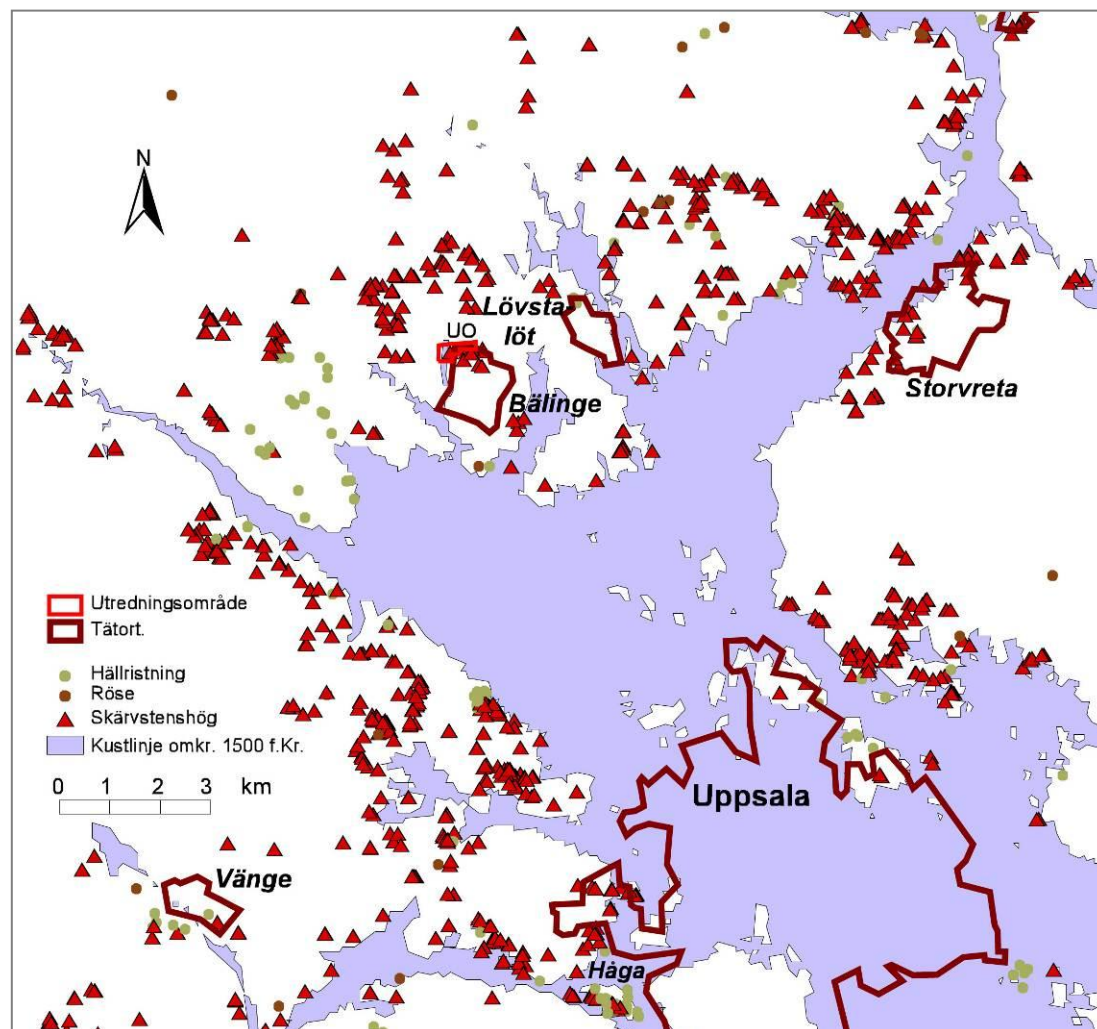 N
UO
Lövsta-
löt
Bälinge
Storvreta
Utredningsområde
Tätort.
Hällristning
Röse
Skärvstenshög
Kustlinje omkr. 1500 f.Kr.
0 1 2 3 km
Uppsala
Vänge
Håga